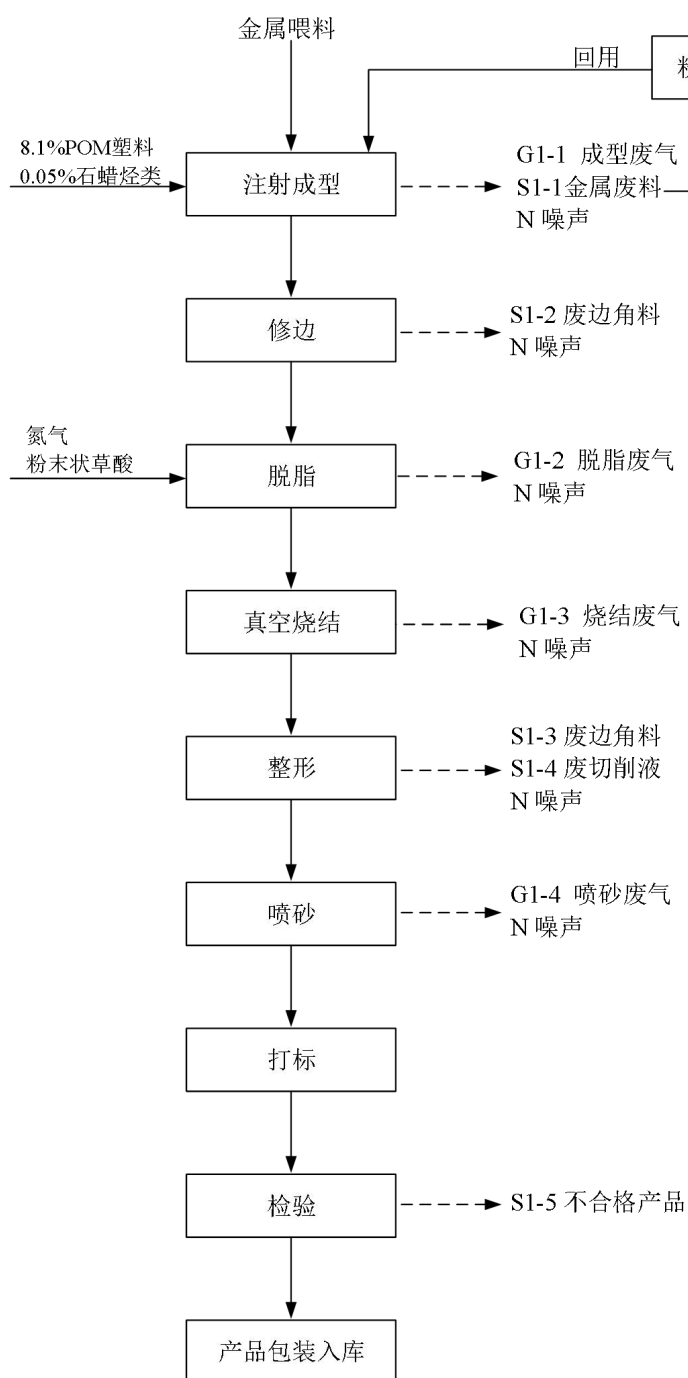 金属喂料
回用
8.1%POM塑料
0.05%石蜡烃类
注射成型
G1-1 成型废气
S1-1金属废料
N 噪声
修边
S1-2 废边角料
N 噪声
氮气
粉末状草酸
脱脂
G1-2 脱脂废气
N 噪声
真空烧结
G1-3 烧结废气
N 噪声
整形
S1-3 废边角料
S1-4 废切削液
N 噪声
喷砂
G1-4 喷砂废气
N 噪声
打标
检验
S1-5 不合格产品
产品包装入库